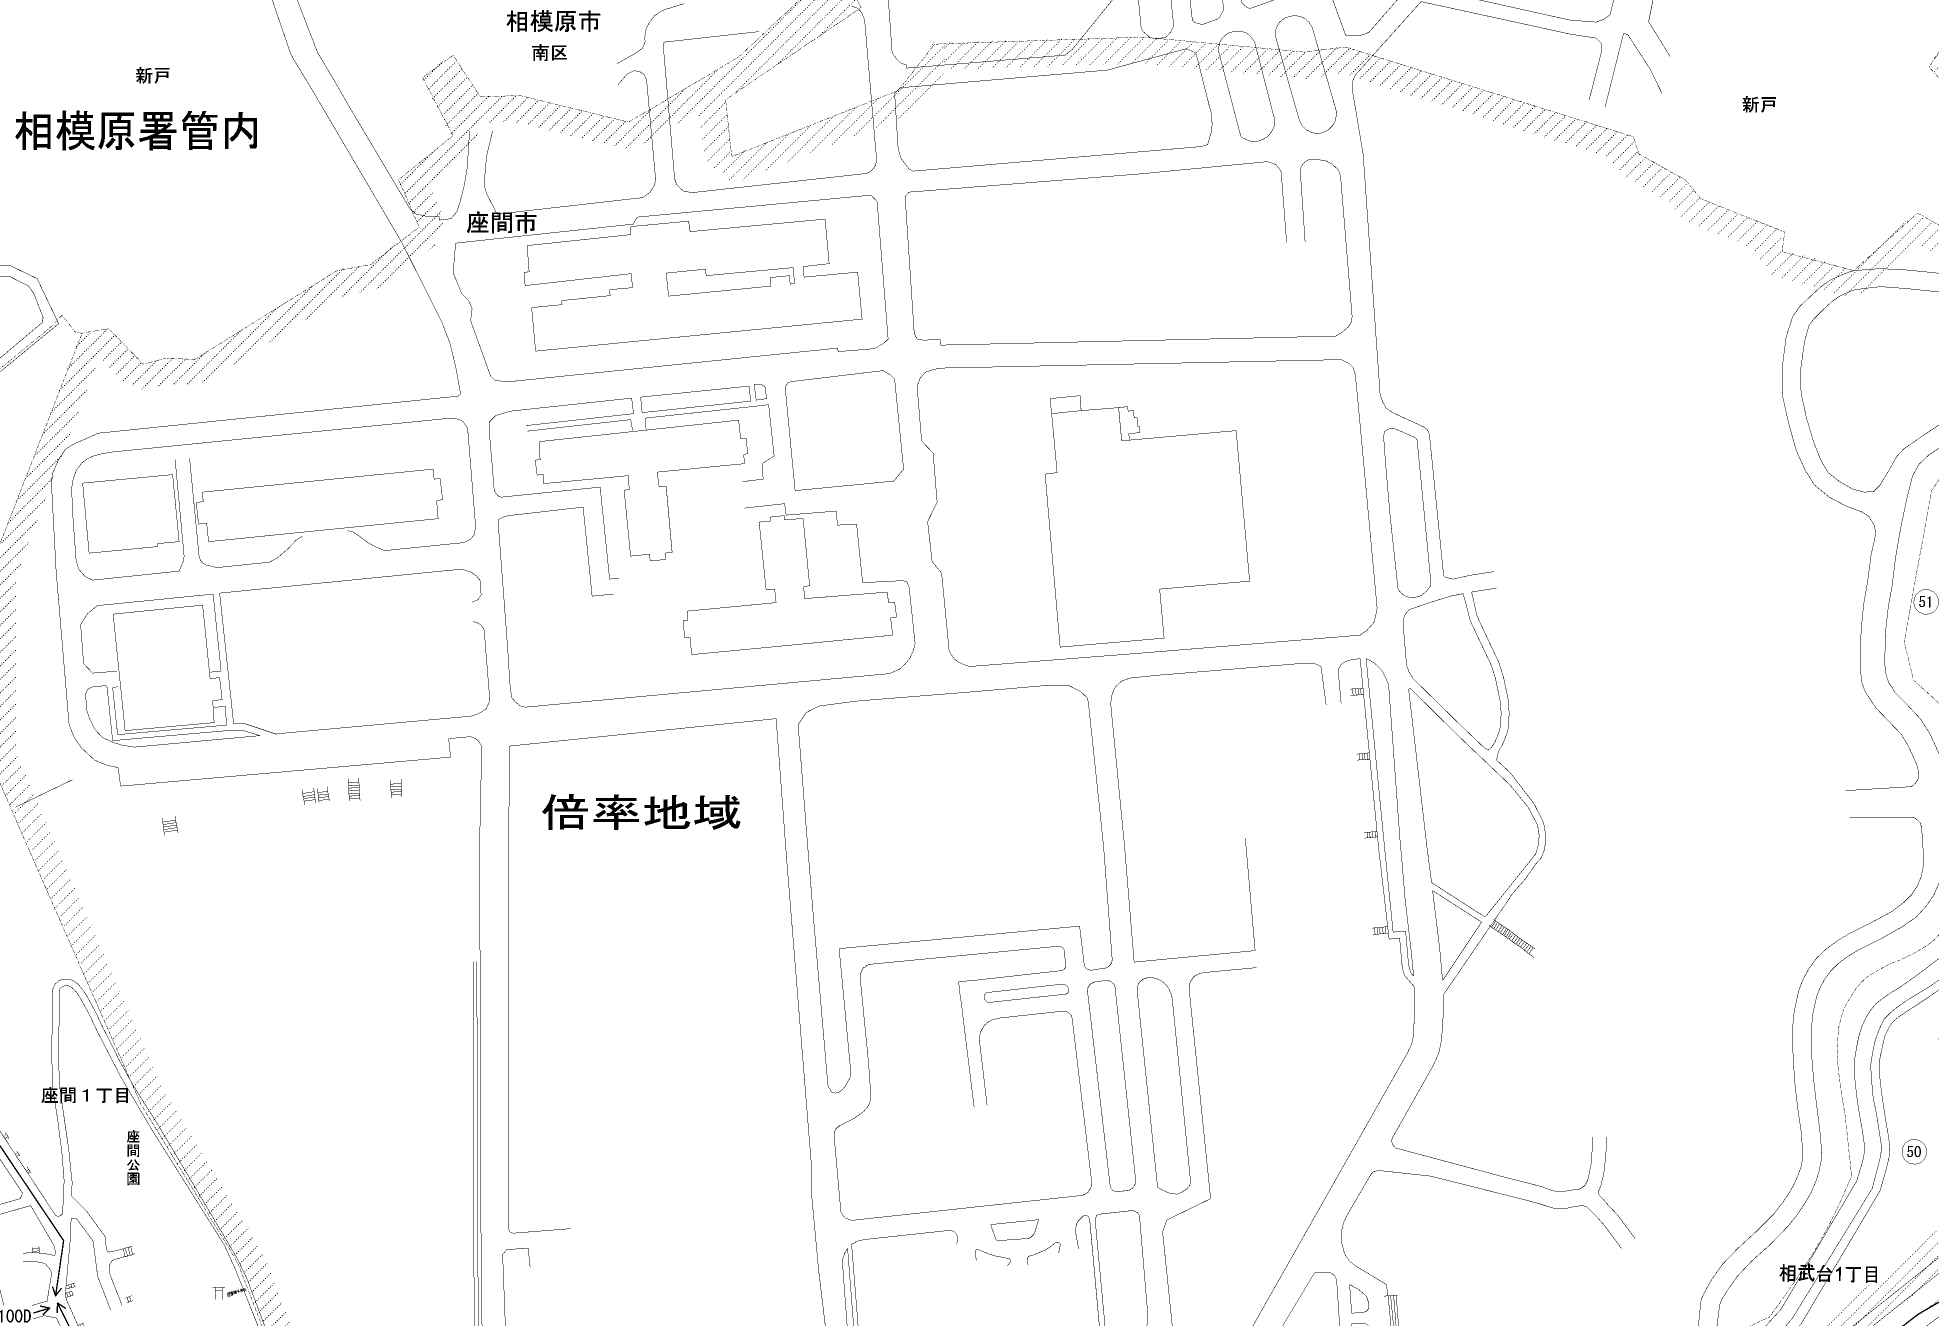 相模原市
南区
新戸
新戸
相模原署管内
座間市
51
倍率地域
座間1丁目
座間公園
50
相武台1丁目
100D